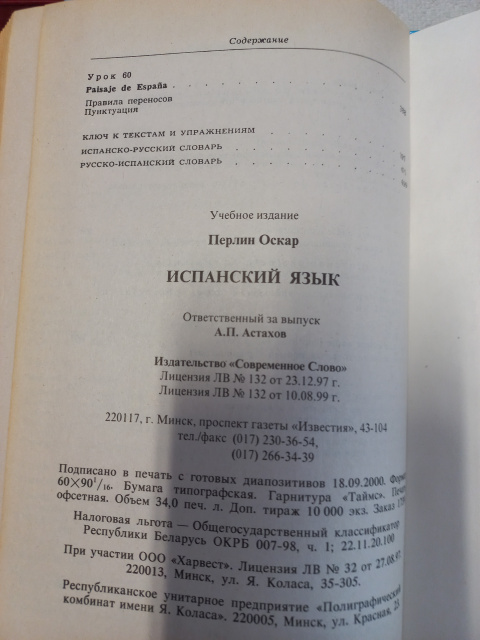 Содержание
Урок 60
Paisaje de España
Правила переносов
Пунктуация
КЛЮЧ К ТЕКСТАМ И УПРАЖНЕНИЯМ
ИСПАНСКО-РУССКИЙ СЛОВАРЬ
РУССКО-ИСПАНСКИЙ СЛОВАРЬ
Учебное издание
Перлин Оскар
ИСПАНСКИЙ ЯЗЫК
Ответственный за выпуск
А.П. Астахов
Издательство «Современное Слово»
Лицензия ЛВ № 132 от 23.12.97 г.
Лицензия ЛВ № 132 от 10.08.99 г.
220117, г. Минск, проспект газеты «Известия», 43-104
тел./факс (017) 230-36-54,
(017) 266-34-39
Подписано в печать с готовых диапозитивов 18.09.2000.
60×90¹/₁₆. Бумага типографская. Гарнитура «Таймс».
офсетная. Объем 34,0 печ. л. Доп. тираж 10 000 экз. Заказ
Налоговая льгота — Общегосударственный классификатор
Республики Беларусь ОКРБ 007-98, ч. 1; 22.11.20.100
При участии ООО «Харвест». Лицензия ЛВ № 32 от 27.08.97.
220013, Минск, ул. Я. Коласа, 35-305.
Республиканское унитарное предприятие «Полиграфический
комбинат имени Я. Коласа». 220005, Минск, ул. Красная,